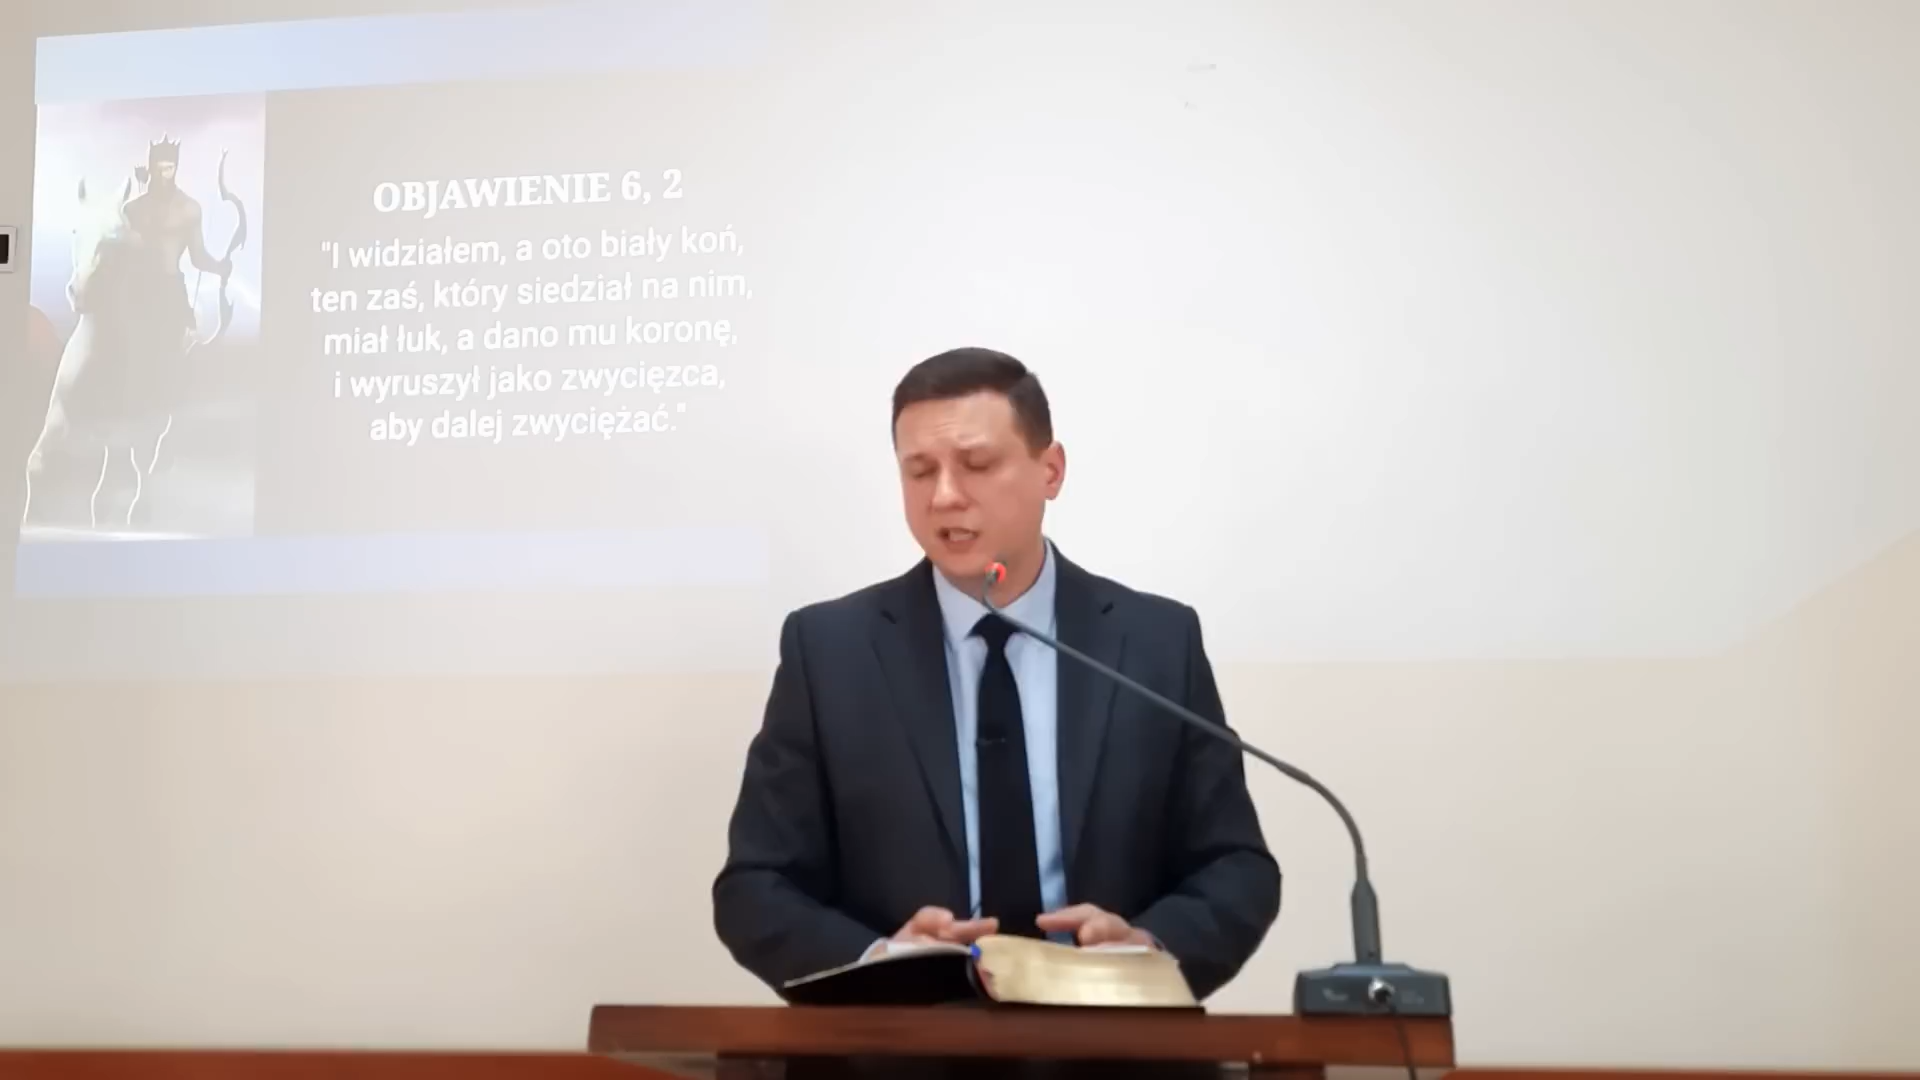 OBJAWIENIE 6, 2
"I widziałem, a oto biały koń,
ten zaś, który siedział na nim,
miał łuk, a dano mu koronę,
i wyruszył jako zwycięzca,
aby dalej zwyciężać."